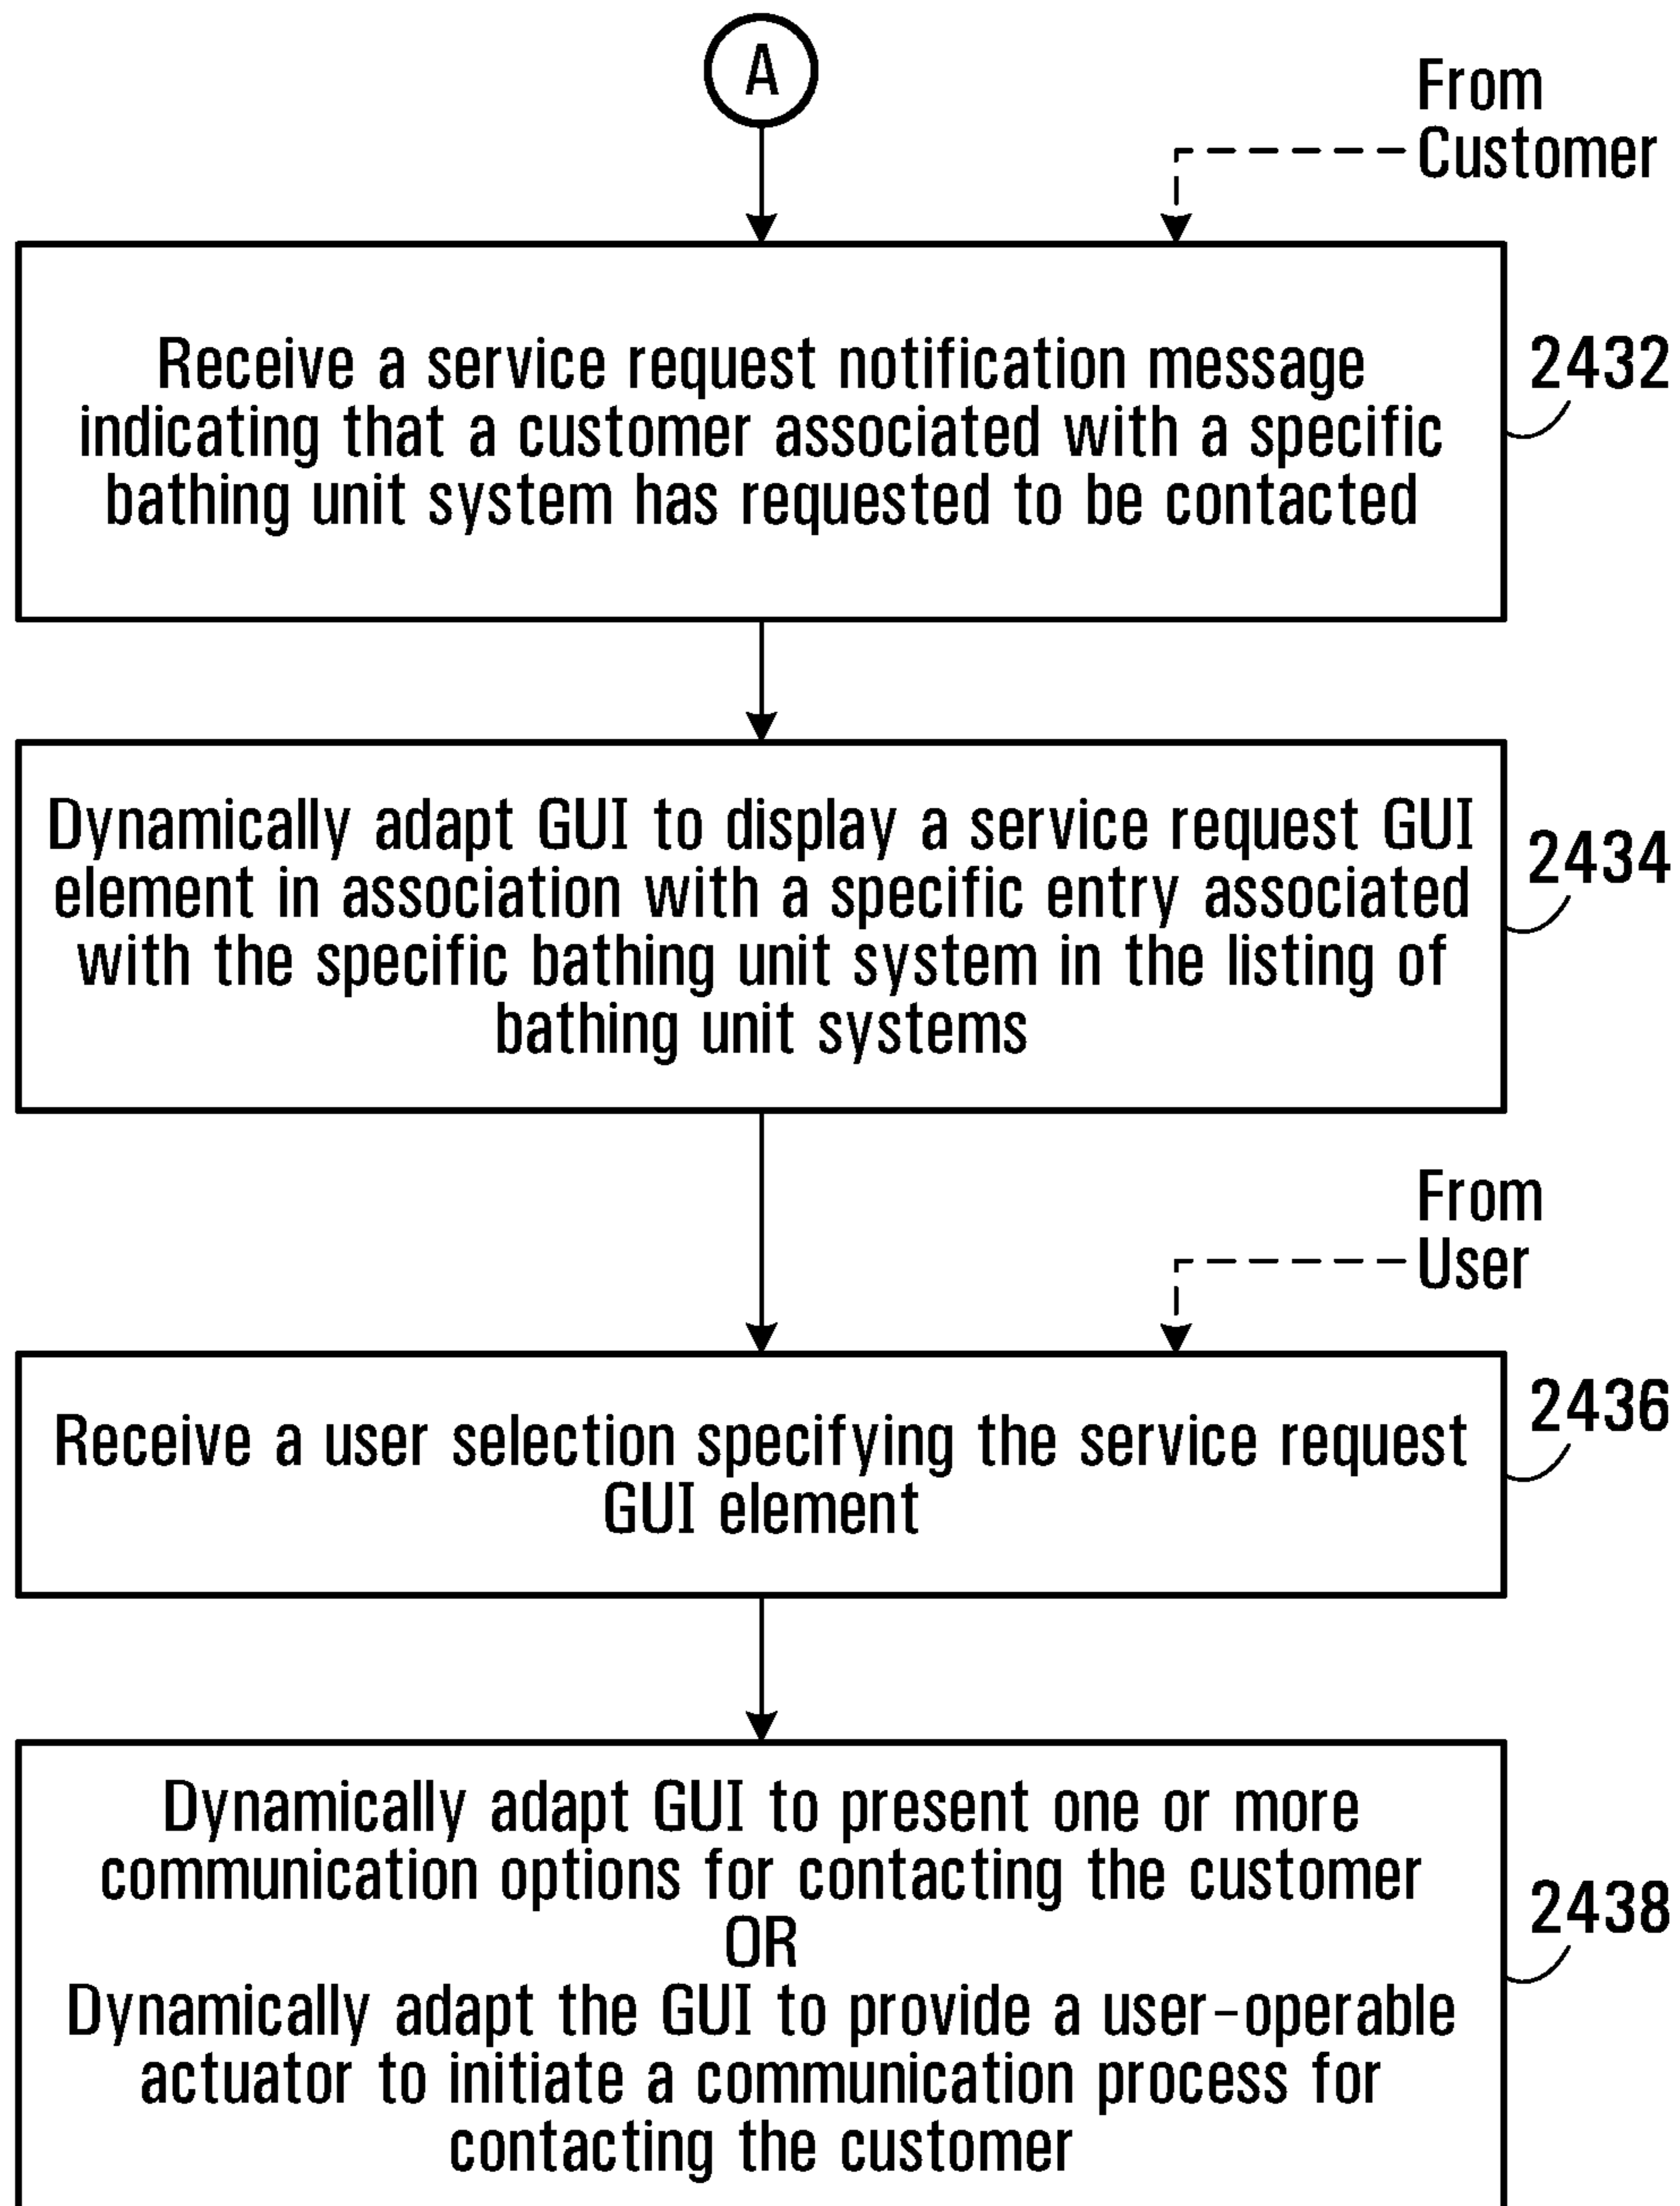 A
From
Customer
Receive a service request notification message
indicating that a customer associated with a specific
bathing unit system has requested to be contacted
2432
Dynamically adapt GUI to display a service request GUI
element in association with a specific entry associated
with the specific bathing unit system in the listing of
bathing unit systems
2434
From
User
Receive a user selection specifying the service request
GUI element
2436
Dynamically adapt GUI to present one or more
communication options for contacting the customer
OR
Dynamically adapt the GUI to provide a user-operable
actuator to initiate a communication process for
contacting the customer
2438